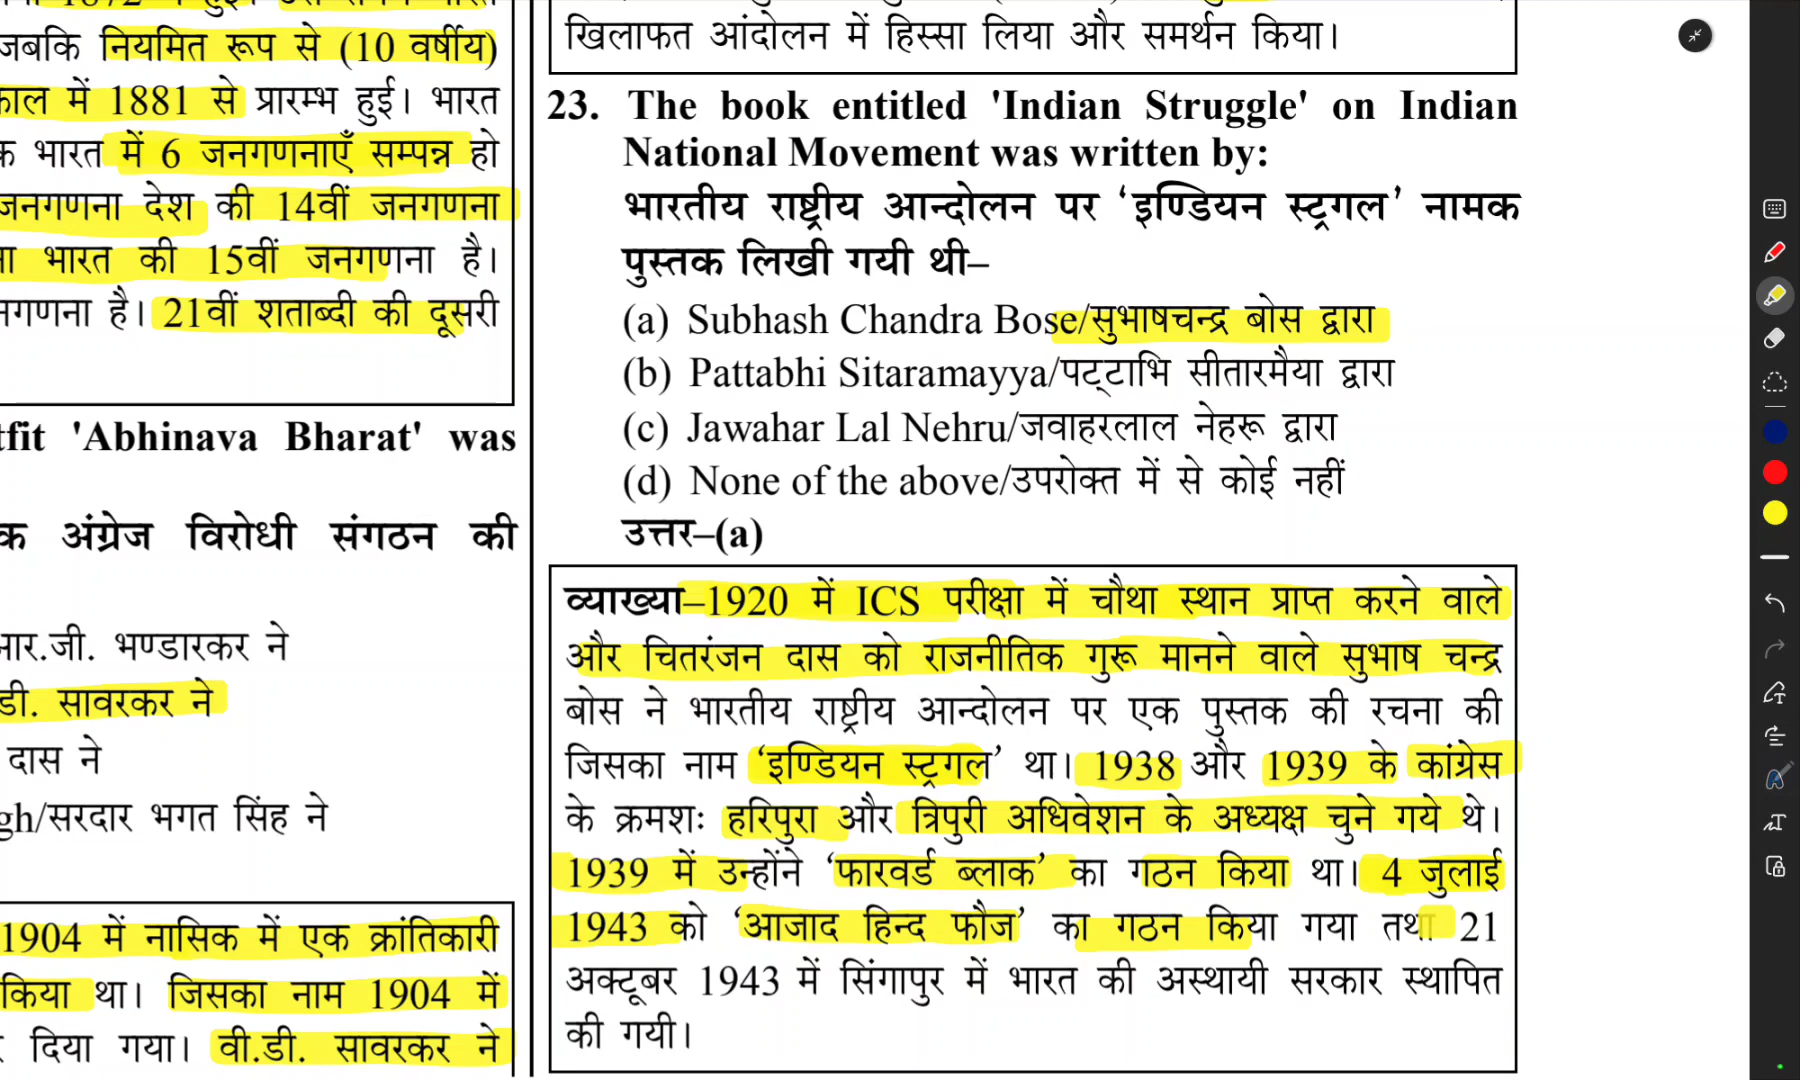 जबकि नियमित रूप से (10 वर्षीय)
काल में 1881 से प्रारम्भ हुई। भारत
भारत में 6 जनगणनाएँ सम्पन्न हो
जनगणना देश की 14वीं जनगणना
भारत की 15वीं जनगणना है।
है। 21वीं शताब्दी की दूसरी
'Abhinava Bharat' was
अंग्रेज विरोधी संगठन की
आर.जी. भण्डारकर ने
डी. सावरकर ने
दास ने
gh/सरदार भगत सिंह ने
1904 में नासिक में एक क्रांतिकारी
किया था। जिसका नाम 1904 में
दिया गया। वी.डी. सावरकर ने
खिलाफत आंदोलन में हिस्सा लिया और समर्थन किया।
23. The book entitled 'Indian Struggle' on Indian
National Movement was written by:
भारतीय राष्ट्रीय आन्दोलन पर ‘इण्डियन स्ट्रगल’ नामक
पुस्तक लिखी गयी थी–
(a) Subhash Chandra Bose/सुभाषचन्द्र बोस द्वारा
(b) Pattabhi Sitaramayya/पट्टाभि सीतारमैया द्वारा
(c) Jawahar Lal Nehru/जवाहरलाल नेहरू द्वारा
(d) None of the above/उपरोक्त में से कोई नहीं
उत्तर–(a)
व्याख्या–1920 में ICS परीक्षा में चौथा स्थान प्राप्त करने वाले
और चितरंजन दास को राजनीतिक गुरू मानने वाले सुभाष चन्द्र
बोस ने भारतीय राष्ट्रीय आन्दोलन पर एक पुस्तक की रचना की
जिसका नाम ‘इण्डियन स्ट्रगल’ था। 1938 और 1939 के कांग्रेस
के क्रमशः हरिपुरा और त्रिपुरी अधिवेशन के अध्यक्ष चुने गये थे।
1939 में उन्होंने ‘फारवर्ड ब्लाक’ का गठन किया था। 4 जुलाई
1943 को ‘आजाद हिन्द फौज’ का गठन किया गया तथा 21
अक्टूबर 1943 में सिंगापुर में भारत की अस्थायी सरकार स्थापित
की गयी।